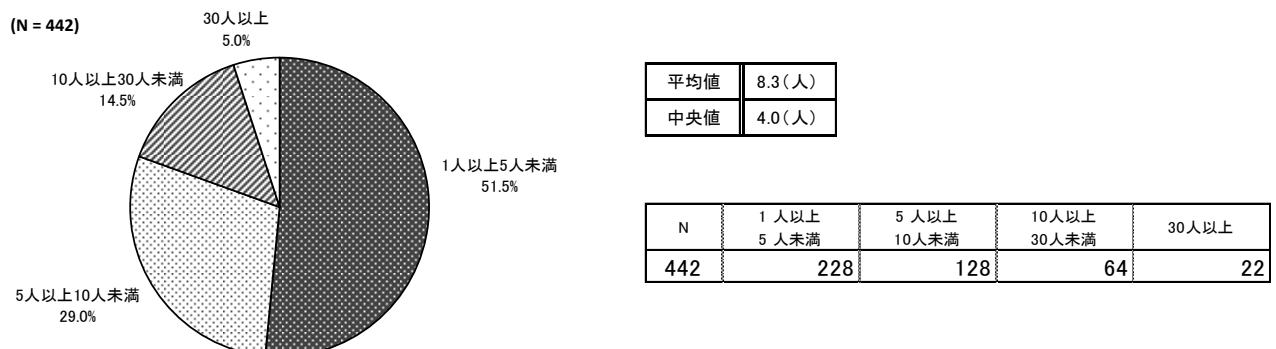 (N = 442)
30人以上
5.0%
10人以上30人未満
14.5%
1人以上5人未満
51.5%
5人以上10人未満
29.0%
平均値 8.3(人)
中央値 4.0(人)
N 1 人以上 5 人未満 5 人以上 10人未満 10人以上 30人未満 30人以上
442 228 128 64 22